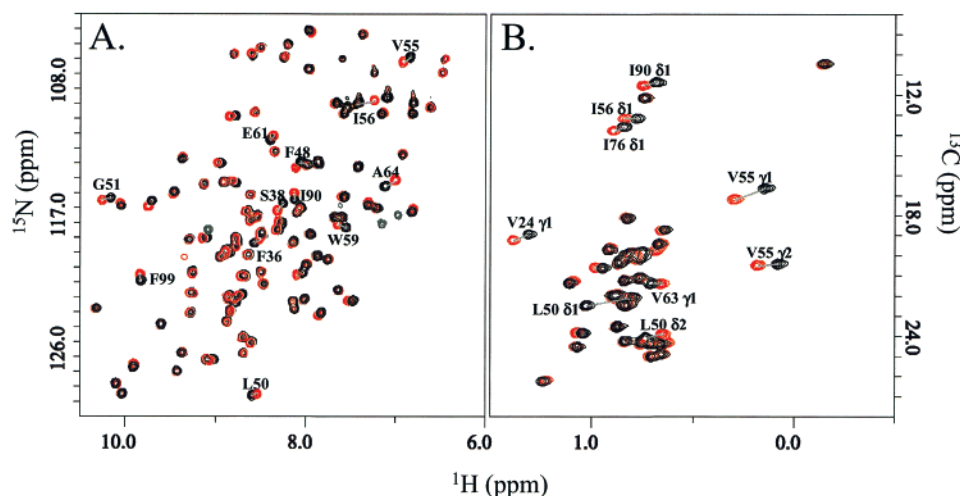 A.
B.
V55
108.0
I56
E61
F48
A64
G51
S38
I90
117.0
W59
F36
F99
126.0
L50
10.0
8.0
6.0
¹⁵N (ppm)
I90 δ1
12.0
I56 δ1
I76 δ1
V55 γ1
18.0
V24 γ1
V55 γ2
L50 δ1
V63 γ1
L50 δ2
24.0
1.0
0.0
¹³C (ppm)
¹H (ppm)